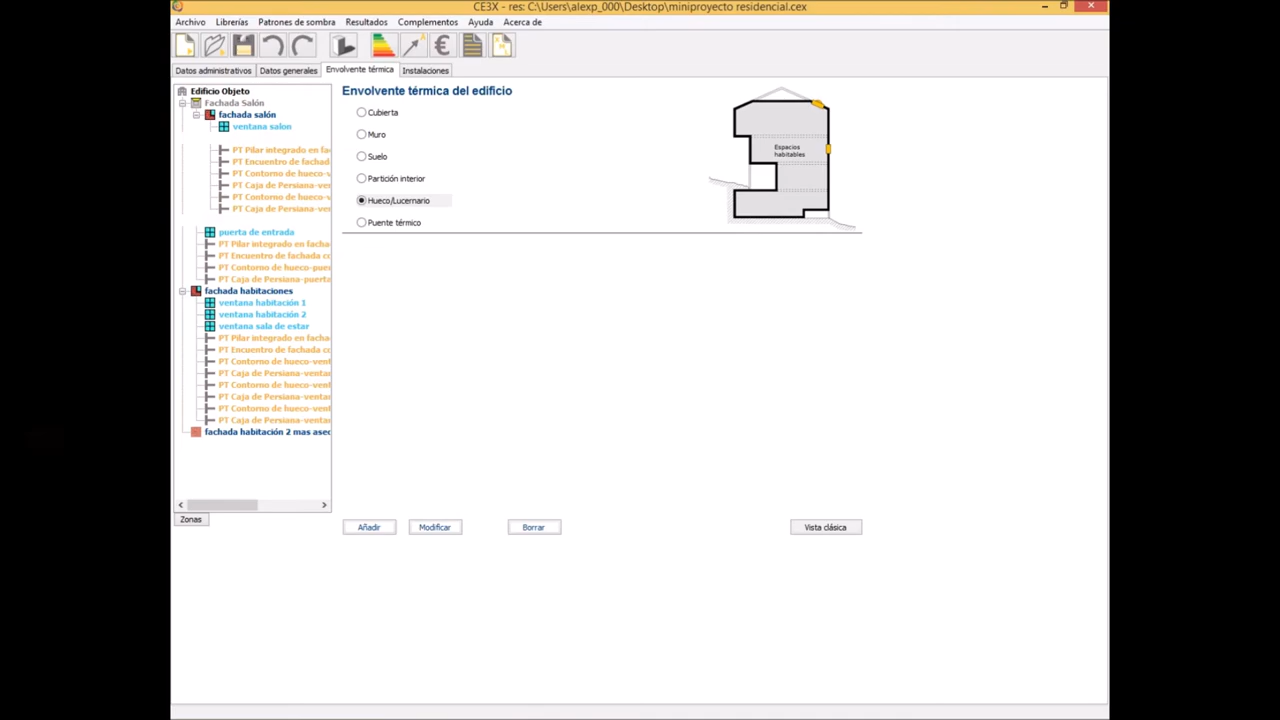 CE3X - res: C:\Users\alexp_000\Desktop\miniproyecto residencial.cex
Archivo Librerías Patrones de sombra Resultados Complementos Ayuda Acerca de
Datos administrativos Datos generales Envolvente térmica Instalaciones
Edificio Objeto
Fachada Salón
fachada salón
ventana salon
PT Pilar integrado en fa
PT Encuentro de fachad
PT Contorno de hueco-v
PT Caja de Persiana-ve
PT Contorno de hueco-v
PT Caja de Persiana-ve
puerta de entrada
PT Pilar integrado en facha
PT Encuentro de fachada co
PT Contorno de hueco-pue
PT Caja de Persiana-puerta
fachada habitaciones
ventana habitación 1
ventana habitación 2
ventana sala de estar
PT Pilar integrado en facha
PT Encuentro de fachada co
PT Contorno de hueco-vent
PT Caja de Persiana-venta
PT Contorno de hueco-vent
PT Caja de Persiana-venta
PT Contorno de hueco-vent
PT Caja de Persiana-venta
fachada habitación 2 mas asec
Zonas
Envolvente térmica del edificio
Cubierta
Muro
Suelo
Partición interior
Hueco/Lucernario
Puente térmico
Espacios
habitables
Añadir Modificar Borrar Vista clásica